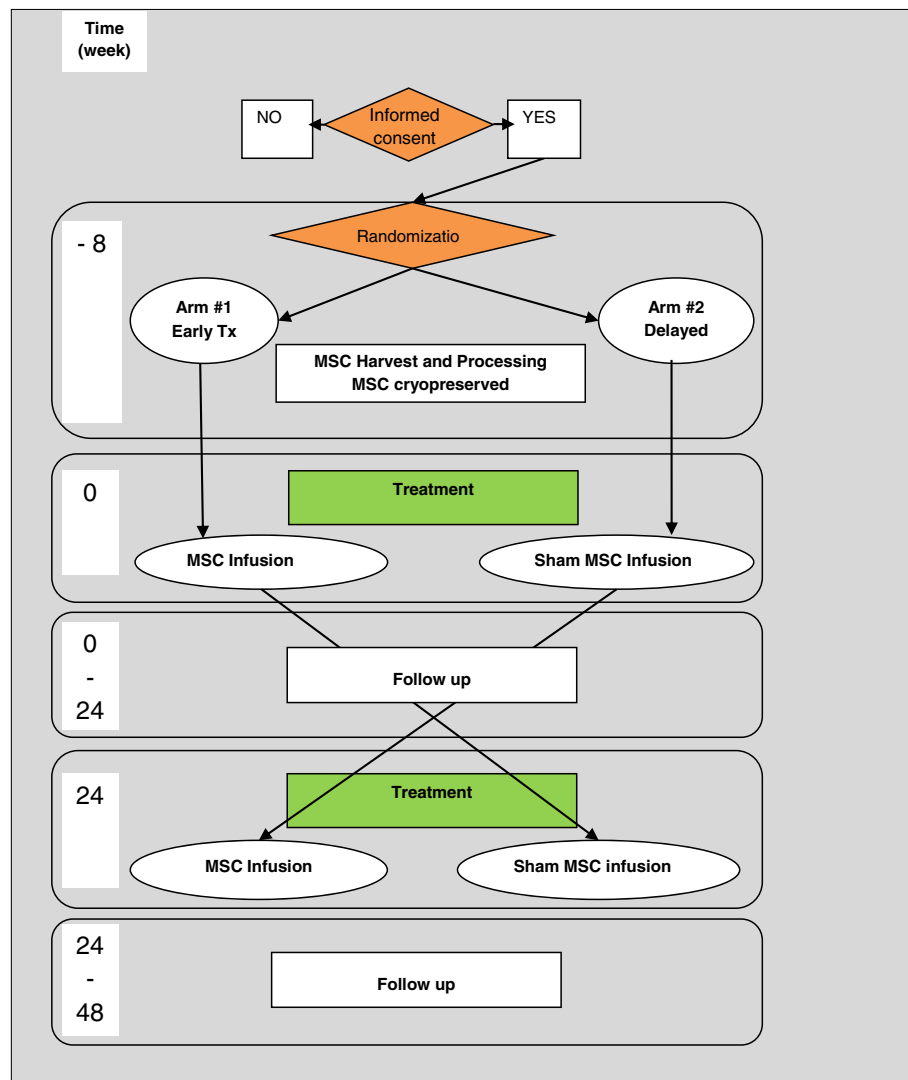 Time
(week)
NO
Informed
consent
YES
- 8
Randomizatio
Arm #1
Early Tx
Arm #2
Delayed
MSC Harvest and Processing
MSC cryopreserved
0
Treatment
MSC Infusion
Sham MSC Infusion
0
-
24
Follow up
24
Treatment
MSC Infusion
Sham MSC infusion
24
-
48
Follow up